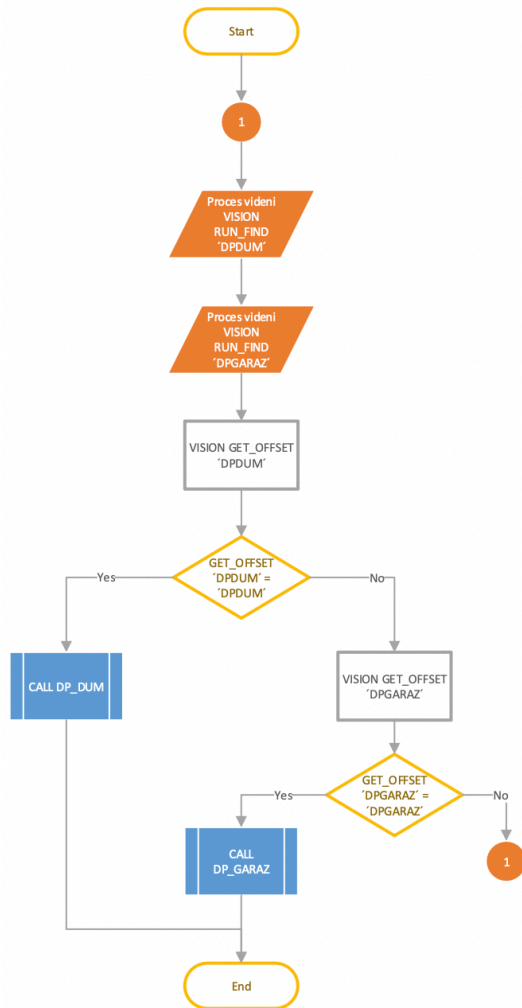 Start
1
Proces videni
VISION
RUN_FIND
´DPDUM´
Proces videni
VISION
RUN_FIND
´DPGARAZ´
VISION GET_OFFSET
´DPDUM´
GET_OFFSET
´DPDUM´ =
´DPDUM´
Yes
No
CALL DP_DUM
VISION GET_OFFSET
´DPGARAZ´
GET_OFFSET
´DPGARAZ´ =
´DPGARAZ´
Yes
No
CALL
DP_GARAZ
1
End